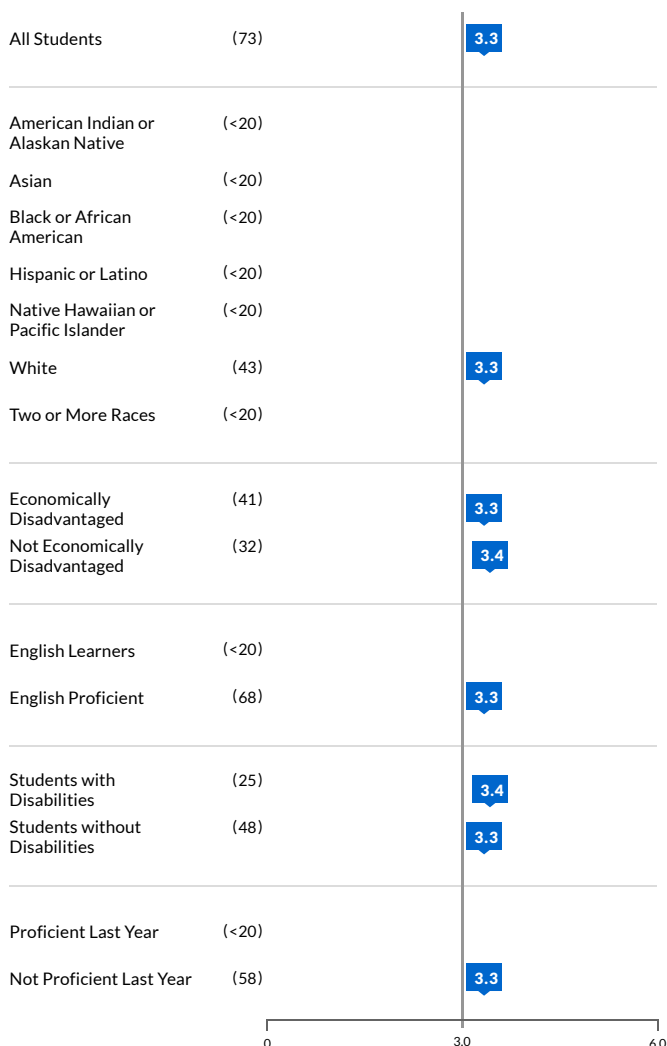 All Students (73) 3.3
American Indian or (<20)
Alaskan Native
Asian (<20)
Black or African (<20)
American
Hispanic or Latino (<20)
Native Hawaiian or (<20)
Pacific Islander
White (43) 3.3
Two or More Races (<20)
Economically (41) 3.3
Disadvantaged
Not Economically (32) 3.4
Disadvantaged
English Learners (<20)
English Proficient (68) 3.3
Students with (25) 3.4
Disabilities
Students without (48) 3.3
Disabilities
Proficient Last Year (<20)
Not Proficient Last Year (58) 3.3
0 3.0 6.0